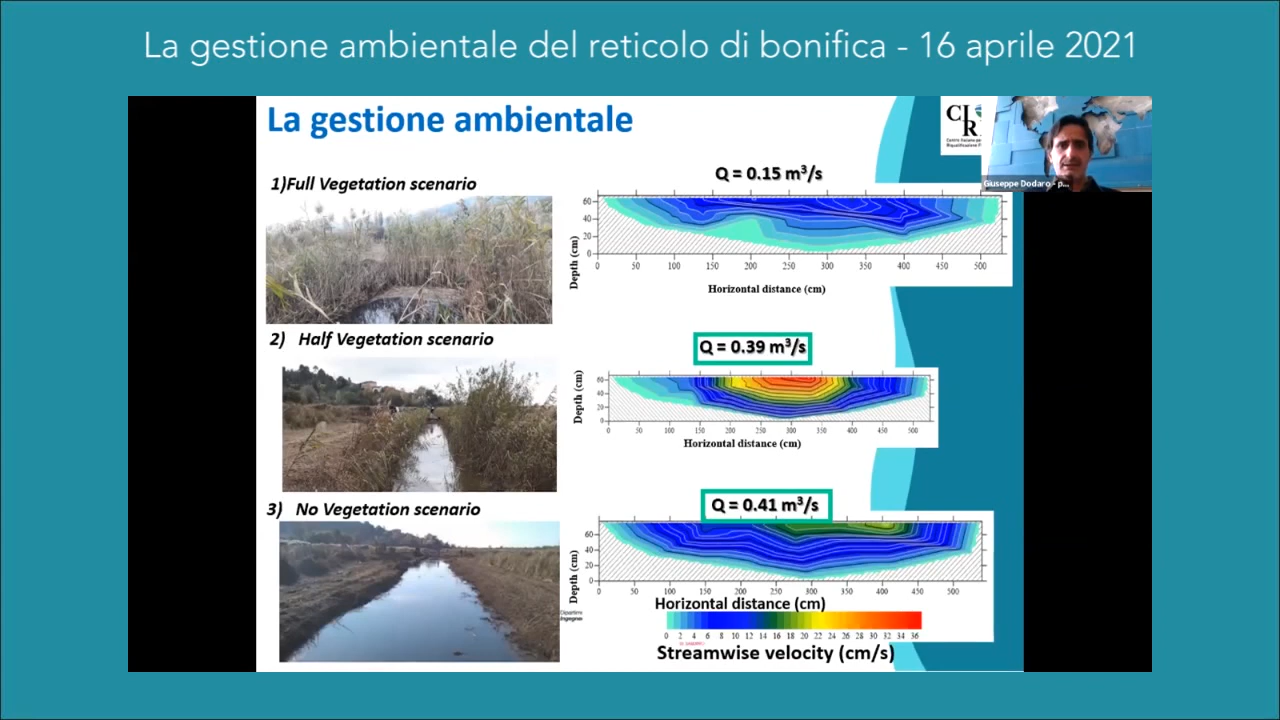 La gestione ambientale del reticolo di bonifica - 16 aprile 2021
La gestione ambientale
CI
R
Giuseppe Dodaro - p...
1)Full Vegetation scenario
Q = 0.15 m³/s
60
40
20
0
Depth (cm)
0 50 100 150 200 250 300 350 400 450 500
Horizontal distance (cm)
2) Half Vegetation scenario
Q = 0.39 m³/s
60
40
20
0
Depth (cm)
0 50 100 150 200 250 300 350 400 450 500
Horizontal distance (cm)
3) No Vegetation scenario
Q = 0.41 m³/s
60
40
20
0
Depth (cm)
0 50 100 150 200 250 300 350 400 450 500
Horizontal distance (cm)
0 2 4 6 8 10 12 14 16 18 20 22 24 26 28 30 32 34 36
Streamwise velocity (cm/s)